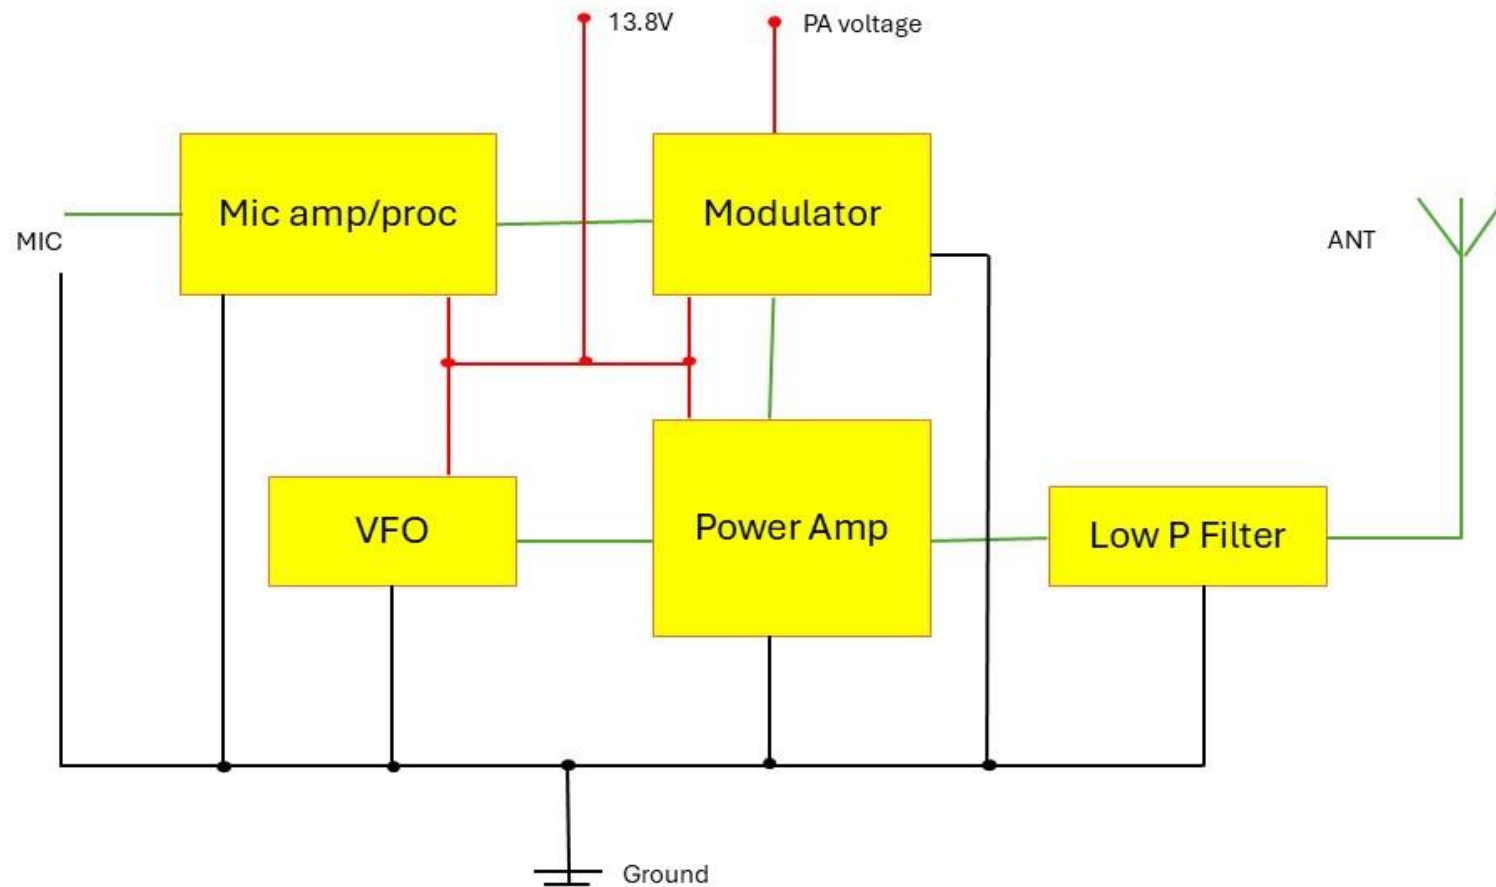 13.8V
PA voltage
Mic amp/proc
Modulator
MIC
ANT
VFO
Power Amp
Low P Filter
Ground